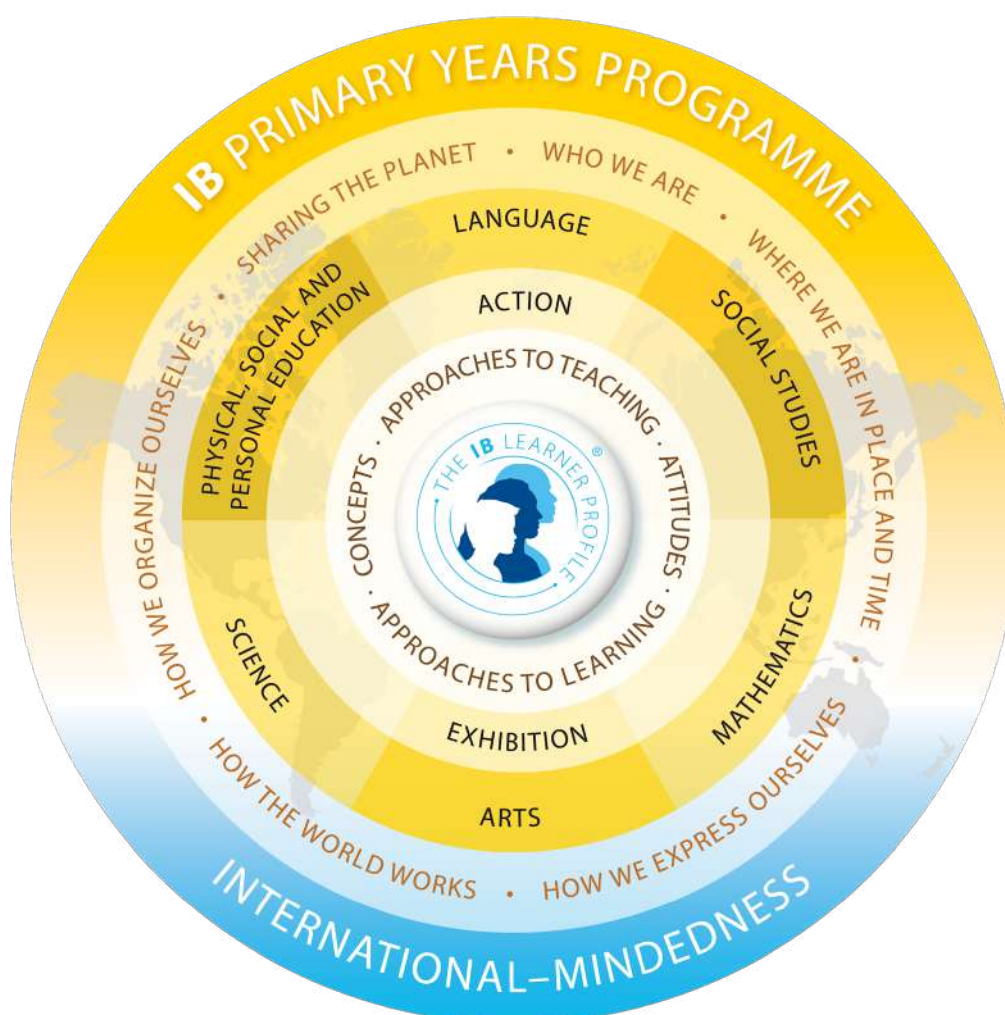 IB PRIMARY YEARS PROGRAMME
SHARING THE PLANET • WHO WE ARE • WHERE WE ARE IN PLACE AND TIME • HOW WE EXPRESS OURSELVES • HOW THE WORLD WORKS • HOW WE ORGANIZE OURSELVES •
LANGUAGE
SOCIAL STUDIES
MATHEMATICS
ARTS
SCIENCE
PHYSICAL, SOCIAL AND
PERSONAL EDUCATION
ACTION
EXHIBITION
APPROACHES TO TEACHING · ATTITUDES · APPROACHES TO LEARNING · CONCEPTS ·
• THE IB LEARNER PROFILE •
®
INTERNATIONAL–MINDEDNESS